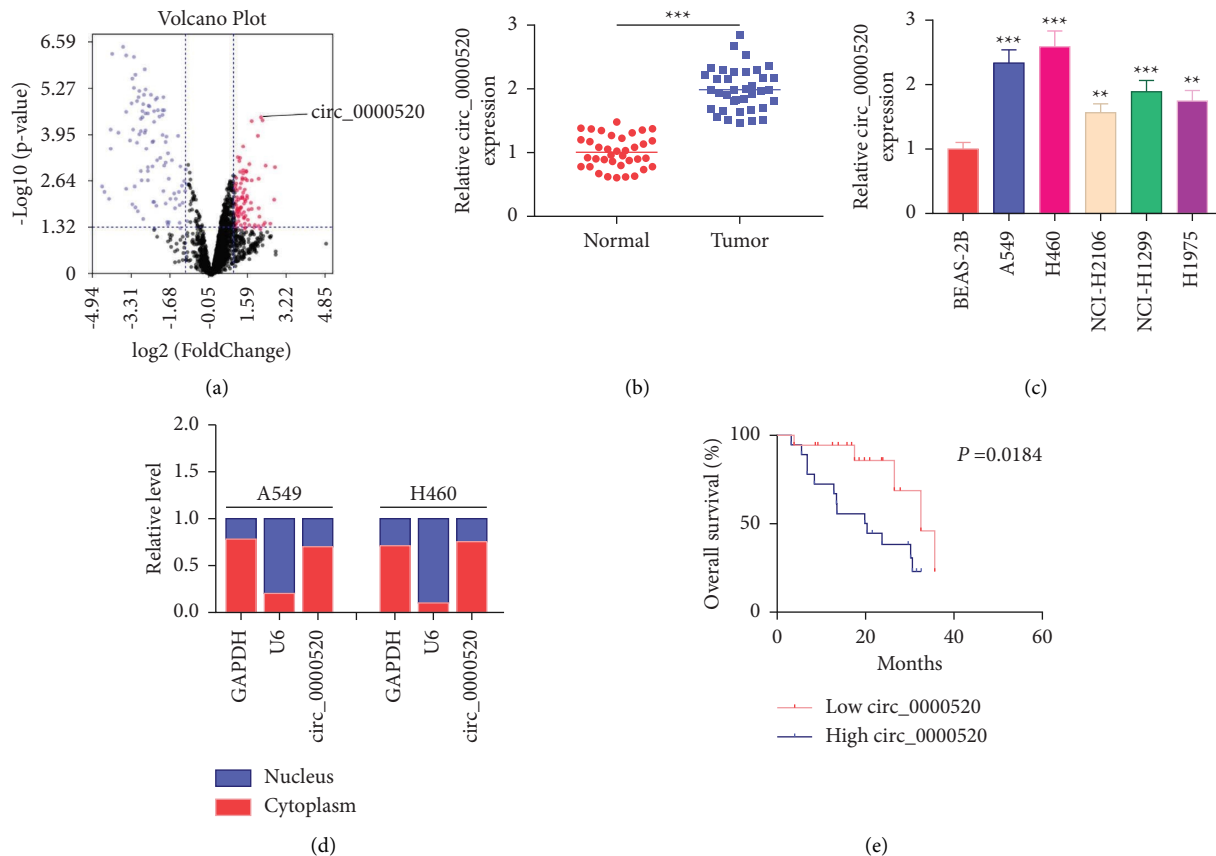 Volcano Plot
6.59
5.27
3.95
2.64
1.32
0
-Log10 (p-value)
circ_0000520
-4.94
-3.31
-1.68
-0.05
1.59
3.22
4.85
log2 (FoldChange)
(a)
Relative circ_0000520
expression
3
2
1
0
***
Normal
Tumor
(b)
Relative circ_0000520
expression
3
2
1
0
***
***
**
***
**
BEAS-2B
A549
H460
NCI-H2106
NCI-H1299
H1975
(c)
Relative level
2.0
1.5
1.0
0.5
0.0
A549
H460
GAPDH
U6
circ_0000520
GAPDH
U6
circ_0000520
Nucleus
Cytoplasm
(d)
Overall survival (%)
100
50
0
P =0.0184
0
20
40
60
Months
Low circ_0000520
High circ_0000520
(e)